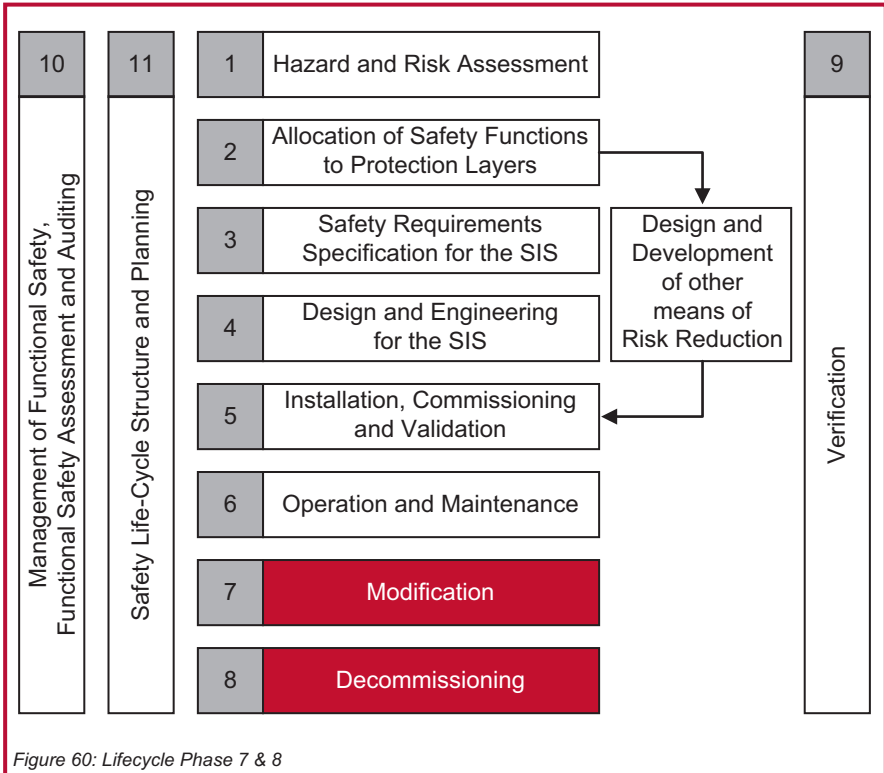 10
Management of Functional Safety,
Functional Safety Assessment and Auditing
11
Safety Life-Cycle Structure and Planning
1
Hazard and Risk Assessment
2
Allocation of Safety Functions
to Protection Layers
3
Safety Requirements
Specification for the SIS
4
Design and Engineering
for the SIS
5
Installation, Commissioning
and Validation
6
Operation and Maintenance
7
Modification
8
Decommissioning
Design and
Development
of other
means of
Risk Reduction
9
Verification
Figure 60: Lifecycle Phase 7 & 8